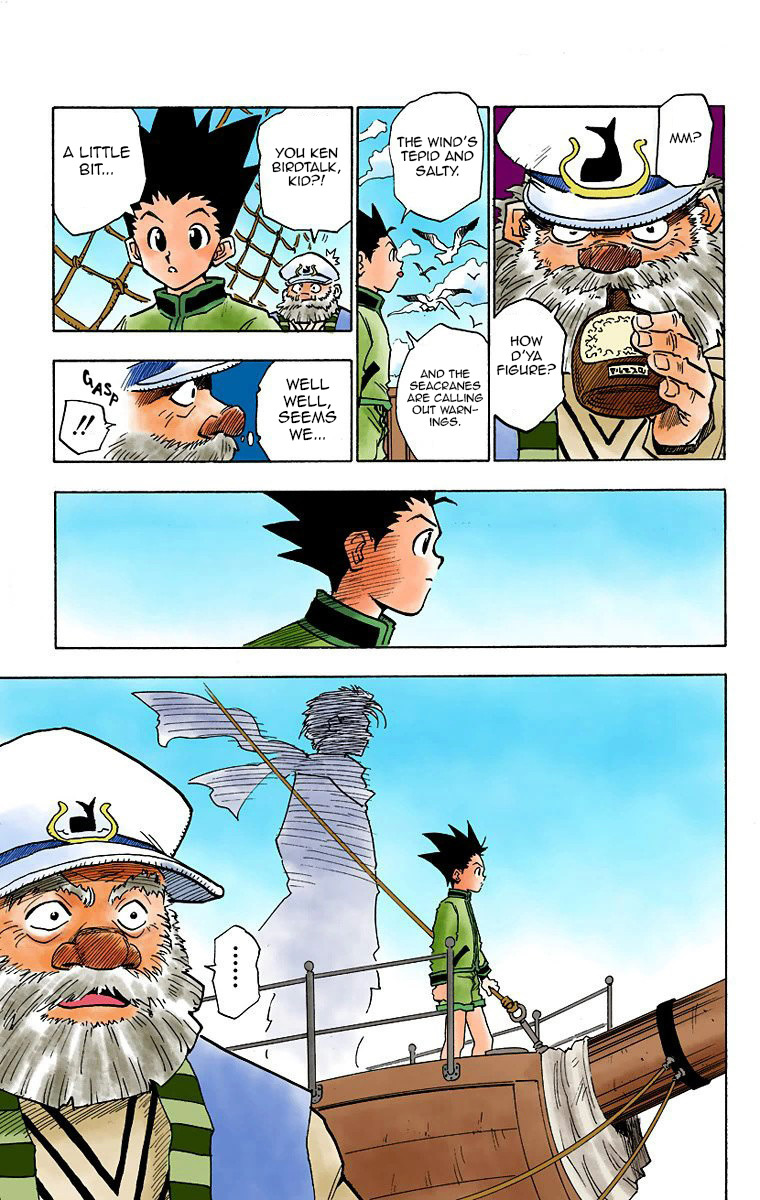 MM?
HOW
D'YA
FIGURE?
THE WIND'S
TEPID AND
SALTY.
AND THE
SEACRANES
ARE CALLING
OUT WARN-
INGS.
YOU KEN
BIRDTALK,
KID?!
A LITTLE
BIT...
WELL
WELL,
SEEMS
WE...
GASP
!!
......